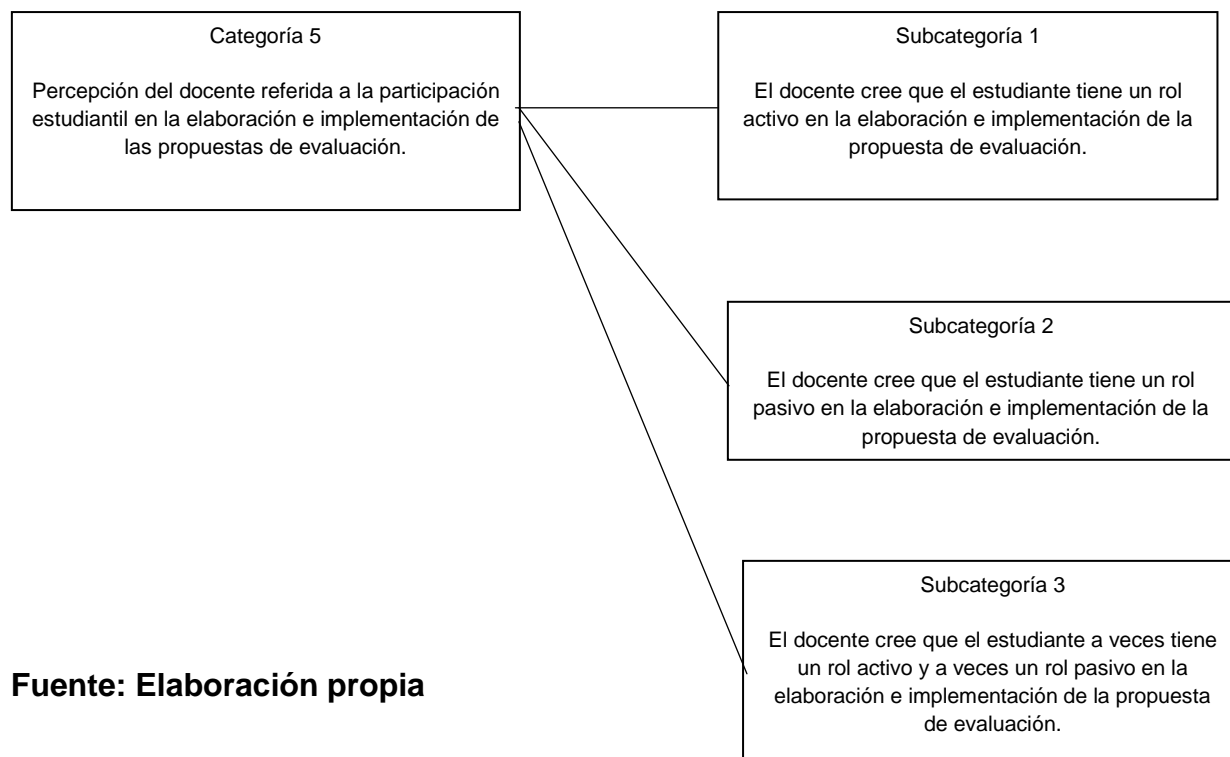 Categoría 5
Percepción del docente referida a la participación
estudiantil en la elaboración e implementación de
las propuestas de evaluación.
Subcategoría 1
El docente cree que el estudiante tiene un rol
activo en la elaboración e implementación de la
propuesta de evaluación.
Subcategoría 2
El docente cree que el estudiante tiene un rol
pasivo en la elaboración e implementación de la
propuesta de evaluación.
Subcategoría 3
El docente cree que el estudiante a veces tiene
un rol activo y a veces un rol pasivo en la
elaboración e implementación de la propuesta
de evaluación.
Fuente: Elaboración propia